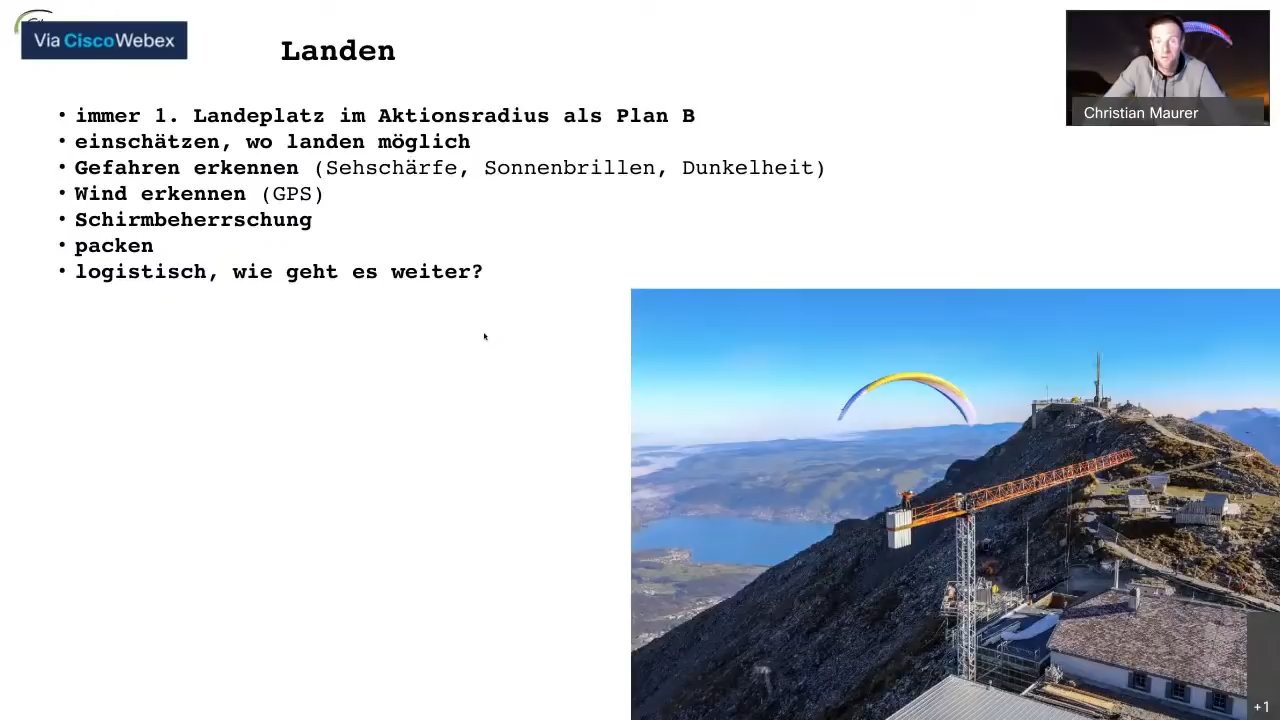 Via CiscoWebex
Landen
Christian Maurer
• immer 1. Landeplatz im Aktionsradius als Plan B
• einschätzen, wo landen möglich
• Gefahren erkennen (Sehschärfe, Sonnenbrillen, Dunkelheit)
• Wind erkennen (GPS)
• Schirmbeherrschung
• packen
• logistisch, wie geht es weiter?
+1